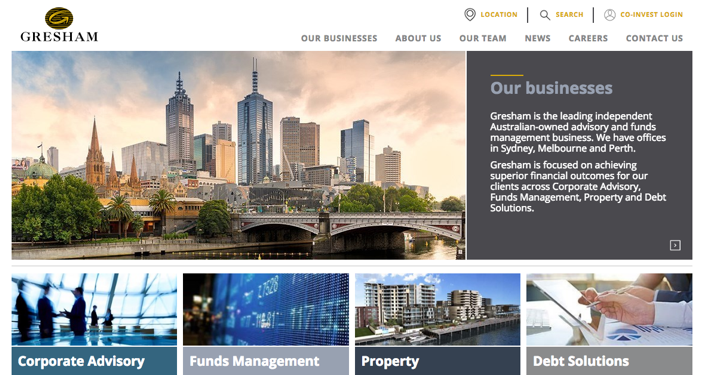 LOCATION
SEARCH
CO-INVEST LOGIN
GRESHAM
OUR BUSINESSES
ABOUT US
OUR TEAM
NEWS
CAREERS
CONTACT US
Our businesses
Gresham is the leading independent
Australian-owned advisory and funds
management business. We have offices
in Sydney, Melbourne and Perth.
Gresham is focused on achieving
superior financial outcomes for our
clients across Corporate Advisory,
Funds Management, Property and Debt
Solutions.
Corporate Advisory
Funds Management
Property
Debt Solutions